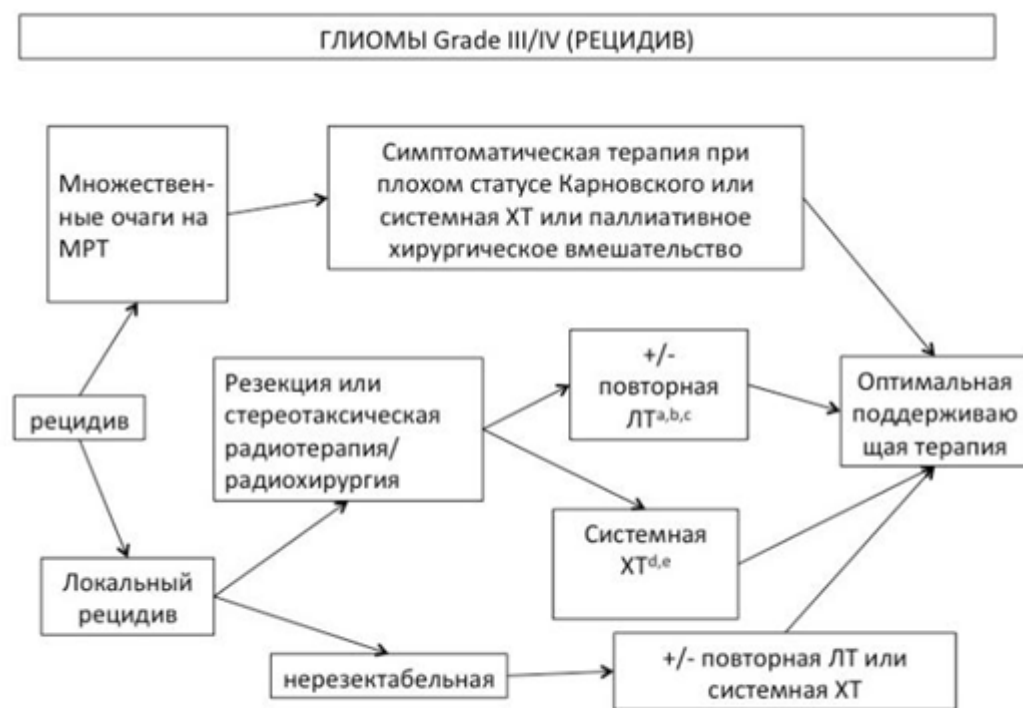 ГЛИОМЫ Grade III/IV (РЕЦИДИВ)
Множествен-
ные очаги на
МРТ
Симптоматическая терапия при
плохом статусе Карновского или
системная ХТ или паллиативное
хирургическое вмешательство
рецидив
Резекция или
стереотаксическая
радиотерапия/
радиохирургия
+/-
повторная
ЛТa,b,c
Оптимальная
поддерживаю
щая терапия
Системная
ХТd,e
Локальный
рецидив
нерезектабельная
+/- повторная ЛТ или
системная ХТ